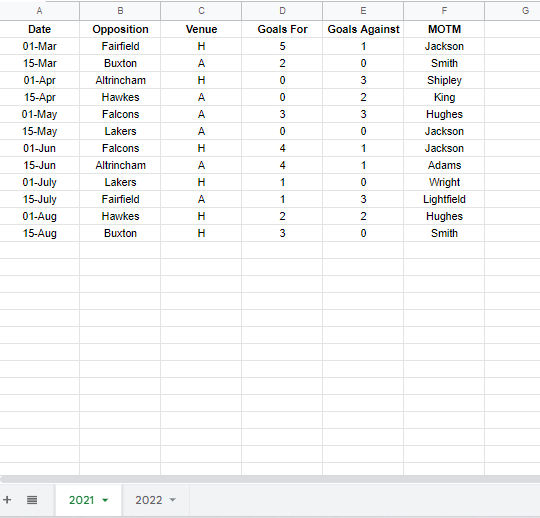 A B C D E F G
Date Opposition Venue Goals For Goals Against MOTM
01-Mar Fairfield H 5 1 Jackson
15-Mar Buxton A 2 0 Smith
01-Apr Altrincham H 0 3 Shipley
15-Apr Hawkes A 0 2 King
01-May Falcons A 3 3 Hughes
15-May Lakers A 0 0 Jackson
01-Jun Falcons H 4 1 Jackson
15-Jun Altrincham A 4 1 Adams
01-July Lakers H 1 0 Wright
15-July Fairfield A 1 3 Lightfield
01-Aug Hawkes H 2 2 Hughes
15-Aug Buxton H 3 0 Smith
+ 2021 2022